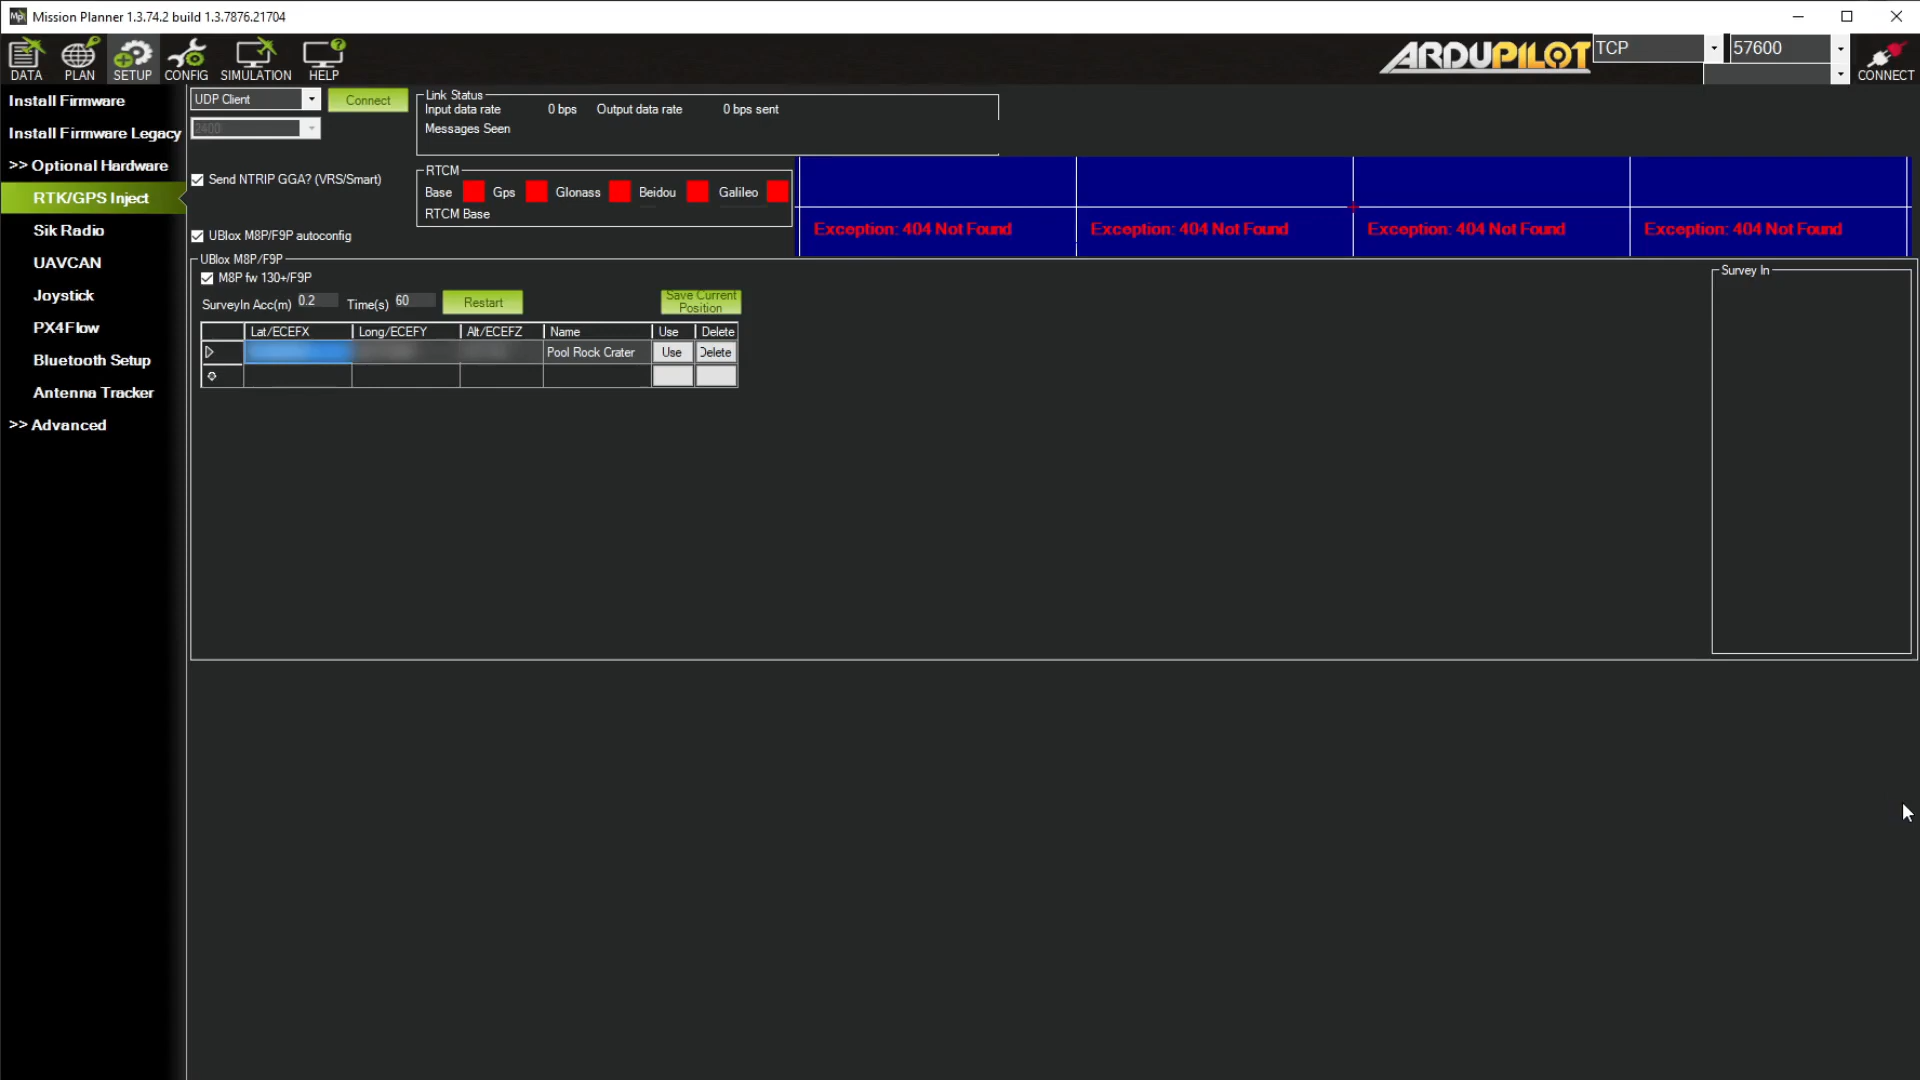 Mission Planner 1.3.74.2 build 1.3.7876.21704
DATA PLAN SETUP CONFIG SIMULATION HELP
ARDUPILOT TCP 57600 CONNECT
Install Firmware
Install Firmware Legacy
>> Optional Hardware
RTK/GPS Inject
Sik Radio
UAVCAN
Joystick
PX4Flow
Bluetooth Setup
Antenna Tracker
>> Advanced
UDP Client Connect
2400
Link Status
Input data rate 0 bps Output data rate 0 bps sent
Messages Seen
Send NTRIP GGA? (VRS/Smart)
RTCM
Base Gps Glonass Beidou Galileo
RTCM Base
Exception: 404 Not Found Exception: 404 Not Found Exception: 404 Not Found Exception: 404 Not Found
UBlox M8P/F9P autoconfig
UBlox M8P/F9P
M8P fw 130+/F9P
SurveyIn Acc(m) 0.2 Time(s) 60 Restart
Save Current
Position
Lat/ECEFX Long/ECEFY Alt/ECEFZ Name Use Delete
Pool Rock Crater Use Delete
Survey In